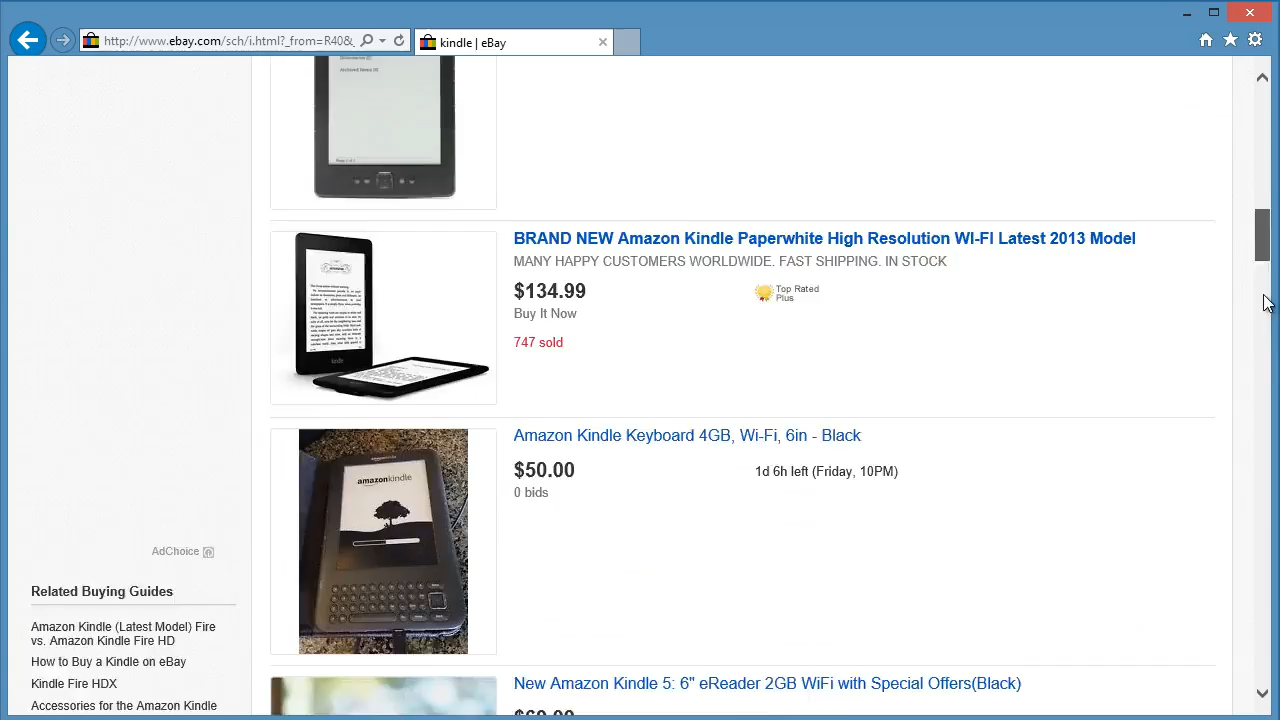 http://www.ebay.com/sch/i.html?_from=R40&
kindle | eBay
BRAND NEW Amazon Kindle Paperwhite High Resolution WI-FI Latest 2013 Model
MANY HAPPY CUSTOMERS WORLDWIDE. FAST SHIPPING. IN STOCK
$134.99
Top Rated
Plus
Buy It Now
747 sold
kindle
Amazon Kindle Keyboard 4GB, Wi-Fi, 6in - Black
$50.00
1d 6h left (Friday, 10PM)
0 bids
amazonkindle
AdChoice
Related Buying Guides
Amazon Kindle (Latest Model) Fire
vs. Amazon Kindle Fire HD
How to Buy a Kindle on eBay
Kindle Fire HDX
Accessories for the Amazon Kindle
New Amazon Kindle 5: 6" eReader 2GB WiFi with Special Offers(Black)